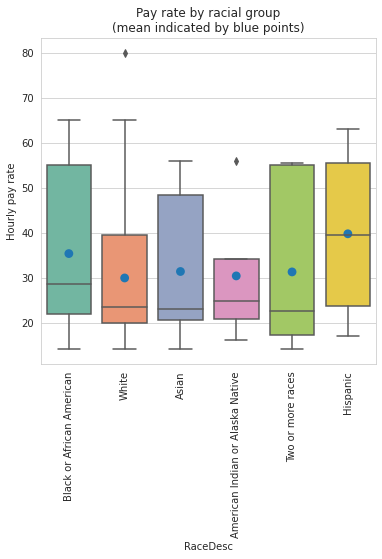 Pay rate by racial group
(mean indicated by blue points)
80
70
60
50
40
30
20
Hourly pay rate
Black or African American
White
Asian
American Indian or Alaska Native
Two or more races
Hispanic
RaceDesc